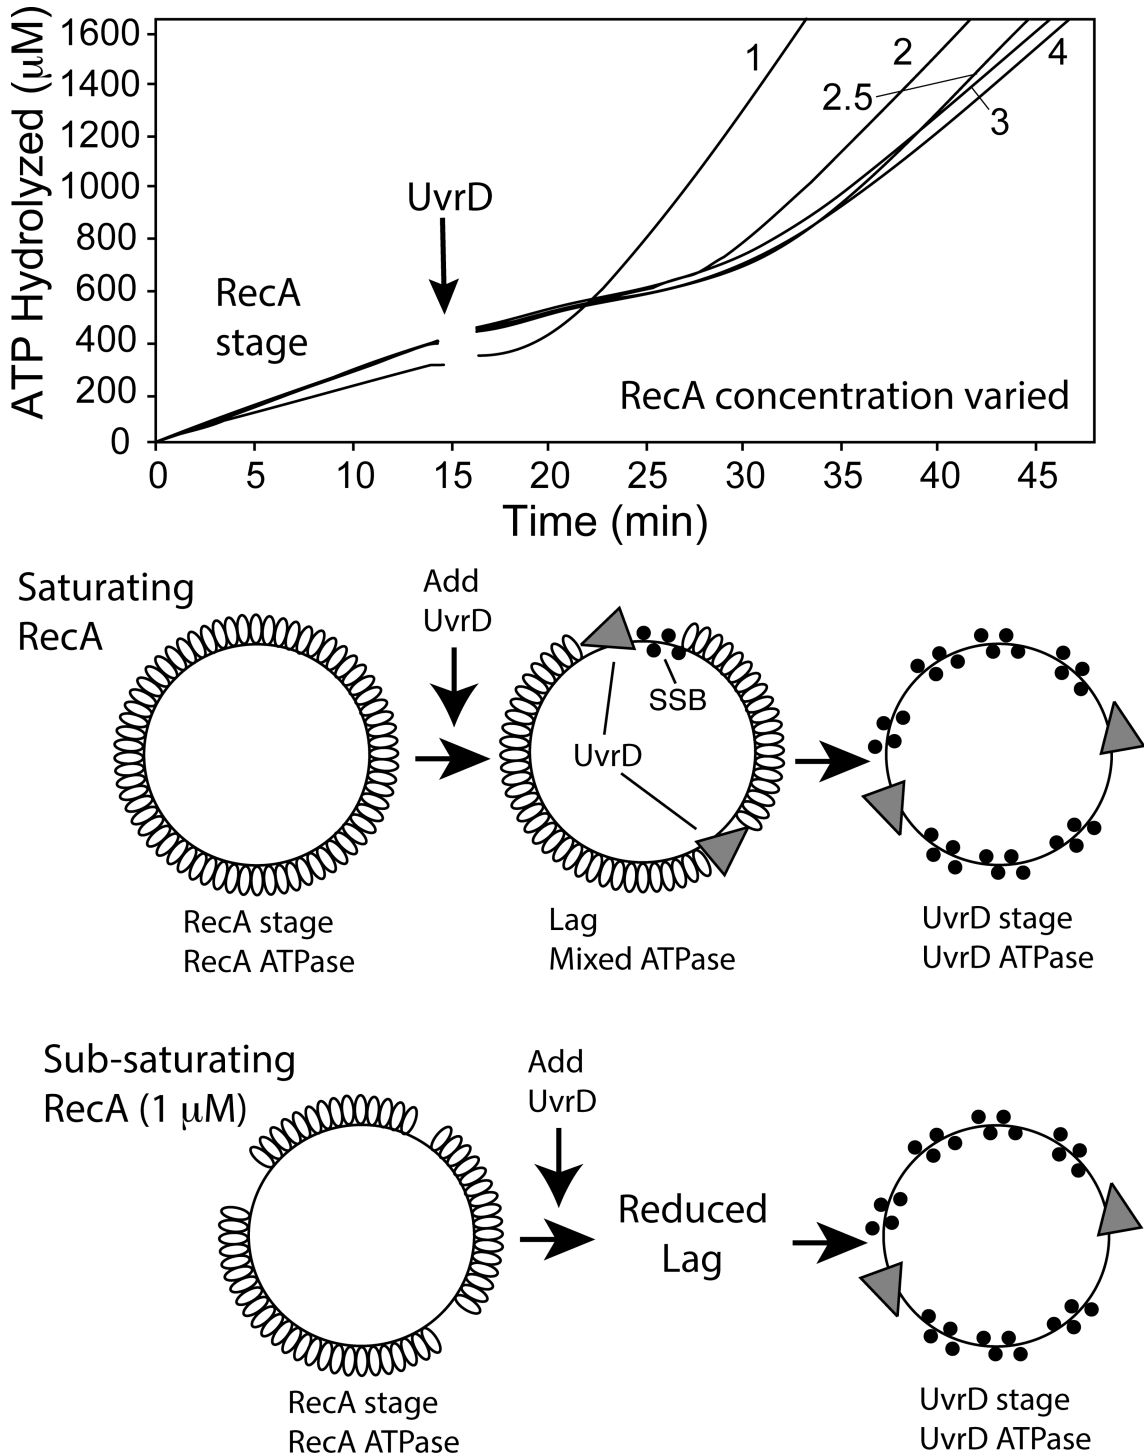 ATP Hydrolyzed (μM)
1600
1400
1200
1000
800
600
400
200
0
1
2
2.5
3
4
UvrD
RecA
stage
RecA concentration varied
0 5 10 15 20 25 30 35 40 45
Time (min)
Saturating
RecA
Add
UvrD
SSB
UvrD
RecA stage
RecA ATPase
Lag
Mixed ATPase
UvrD stage
UvrD ATPase
Sub-saturating
RecA (1 μM)
Add
UvrD
Reduced
Lag
RecA stage
RecA ATPase
UvrD stage
UvrD ATPase